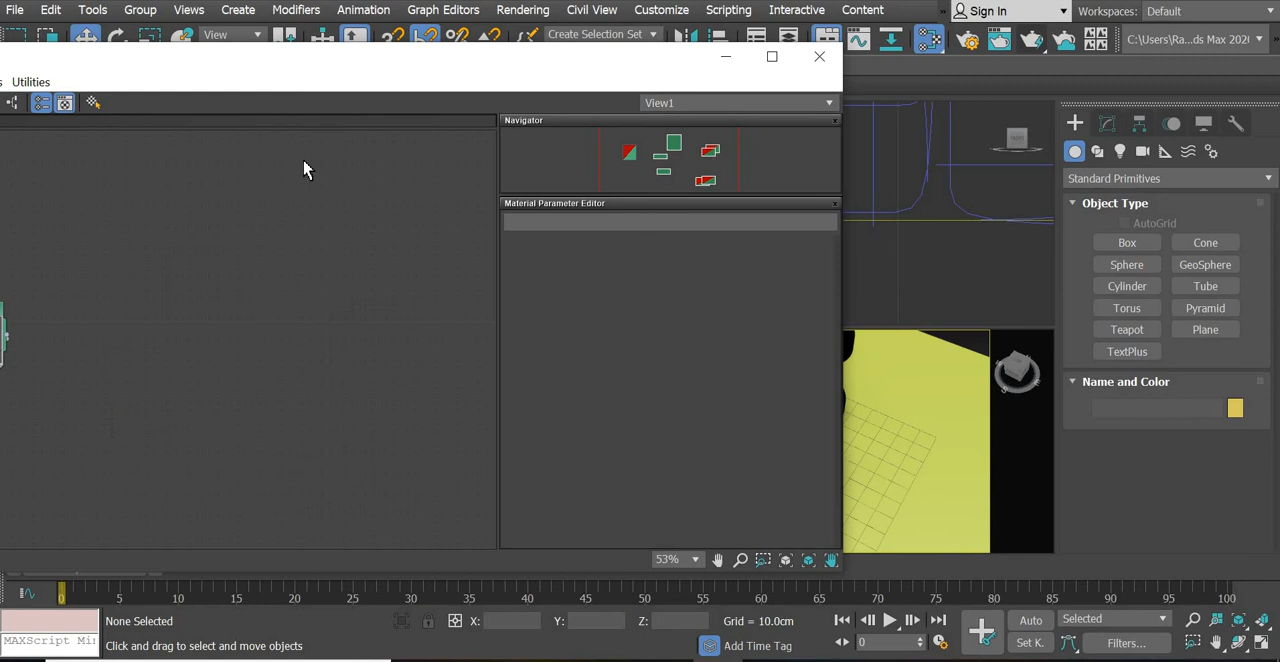 File Edit Tools Group Views Create Modifiers Animation Graph Editors Rendering Civil View Customize Scripting Interactive Content Sign In Workspaces: Default
View Create Selection Set C:\Users\Ra...ds Max 202
Utilities
View1
Navigator
Material Parameter Editor
Standard Primitives
Object Type
AutoGrid
Box Cone
Sphere GeoSphere
Cylinder Tube
Torus Pyramid
Teapot Plane
TextPlus
Name and Color
53%
0 5 10 15 20 25 30 35 40 45 50 55 60 65 70 75 80 85 90 95 100
None Selected X: Y: Z: Grid = 10.0cm Auto Selected
MAXScript Mi Click and drag to select and move objects Add Time Tag 0 Set K. Filters...